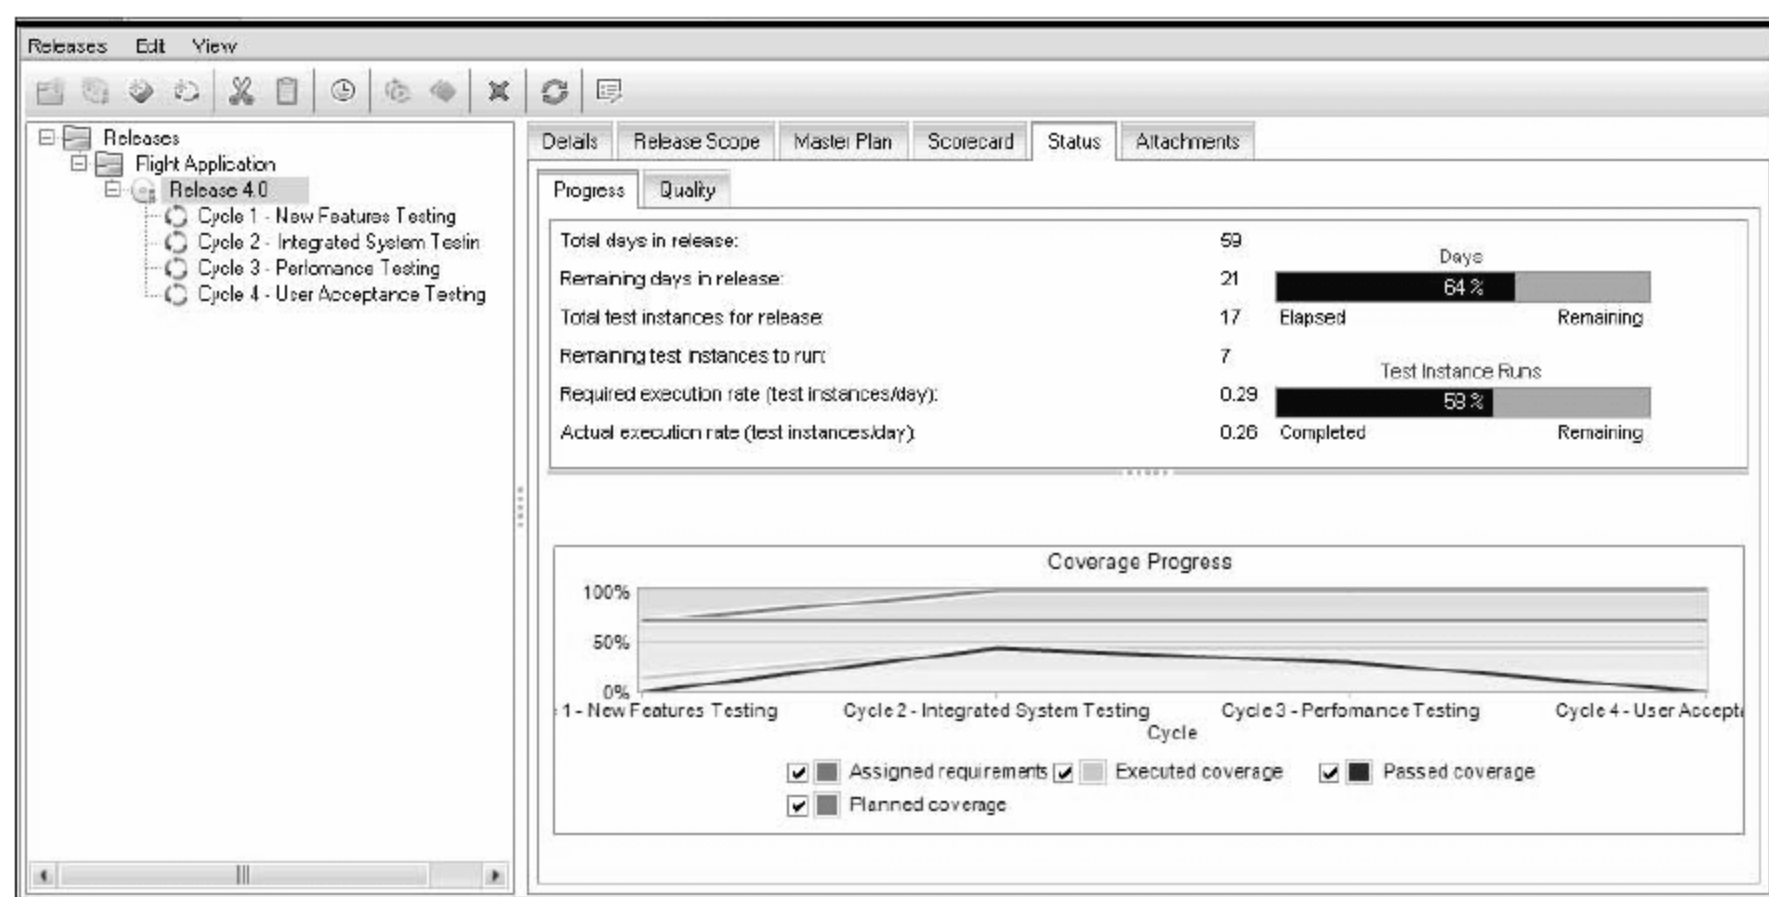 Releases Edit View
Releases
Flight Application
Release 4.0
Cycle 1 - New Features Testing
Cycle 2 - Integrated System Testin
Cycle 3 - Perfomance Testing
Cycle 4 - User Acceptance Testing
Details Release Scope Master Plan Scorecard Status Attachments
Progress Quality
Total days in release: 59
Remaining days in release: 21
Total test instances for release: 17
Remaining test instances to run: 7
Required execution rate (test instances/day): 0.29
Actual execution rate (test instances/day) 0.26
Days
64 %
Elapsed Remaining
Test Instance Runs
58 %
Completed Remaining
Coverage Progress
100%
50%
0%
1 - New Features Testing Cycle 2 - Integrated System Testing Cycle 3 - Perfomance Testing Cycle 4 - User Accepta
Cycle
Assigned requirements Executed coverage Passed coverage
Planned coverage